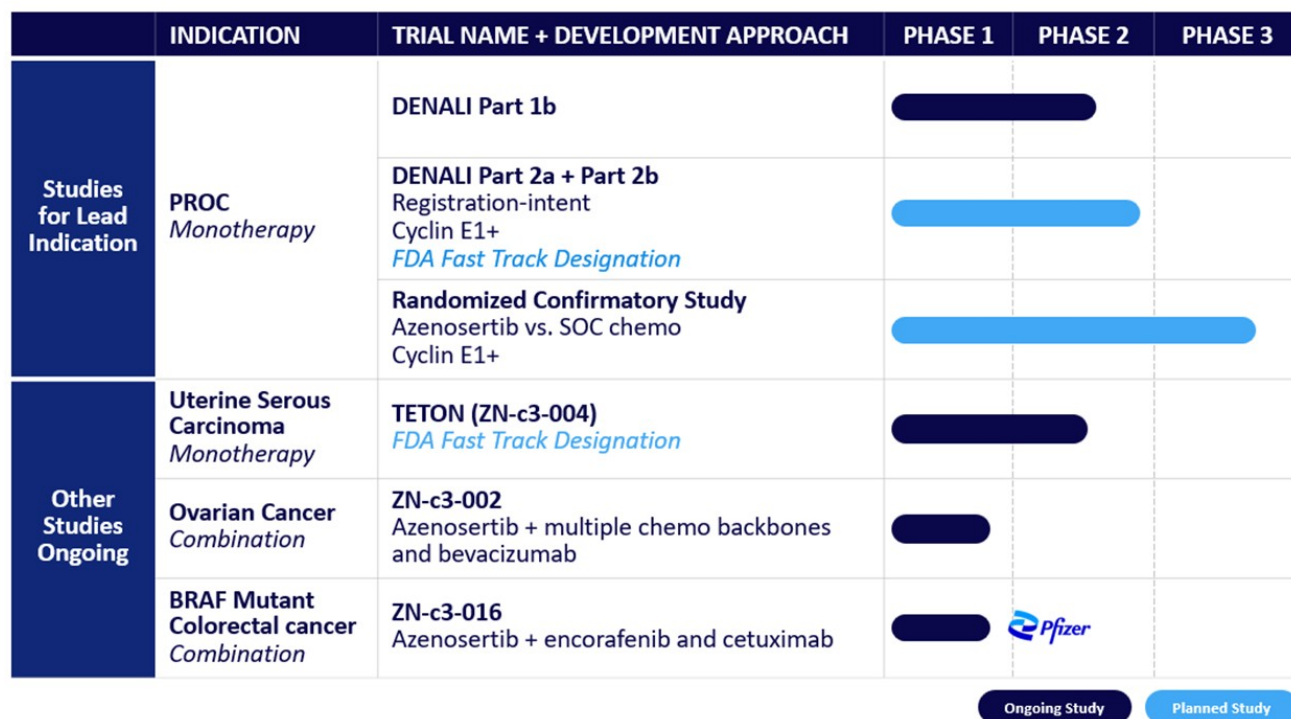 INDICATION
TRIAL NAME + DEVELOPMENT APPROACH
PHASE 1
PHASE 2
PHASE 3
Studies
for Lead
Indication
PROC
Monotherapy
DENALI Part 1b
DENALI Part 2a + Part 2b
Registration-intent
Cyclin E1+
FDA Fast Track Designation
Randomized Confirmatory Study
Azenosertib vs. SOC chemo
Cyclin E1+
Other
Studies
Ongoing
Uterine Serous
Carcinoma
Monotherapy
TETON (ZN-c3-004)
FDA Fast Track Designation
Ovarian Cancer
Combination
ZN-c3-002
Azenosertib + multiple chemo backbones
and bevacizumab
BRAF Mutant
Colorectal cancer
Combination
ZN-c3-016
Azenosertib + encorafenib and cetuximab
Pfizer
Ongoing Study
Planned Study